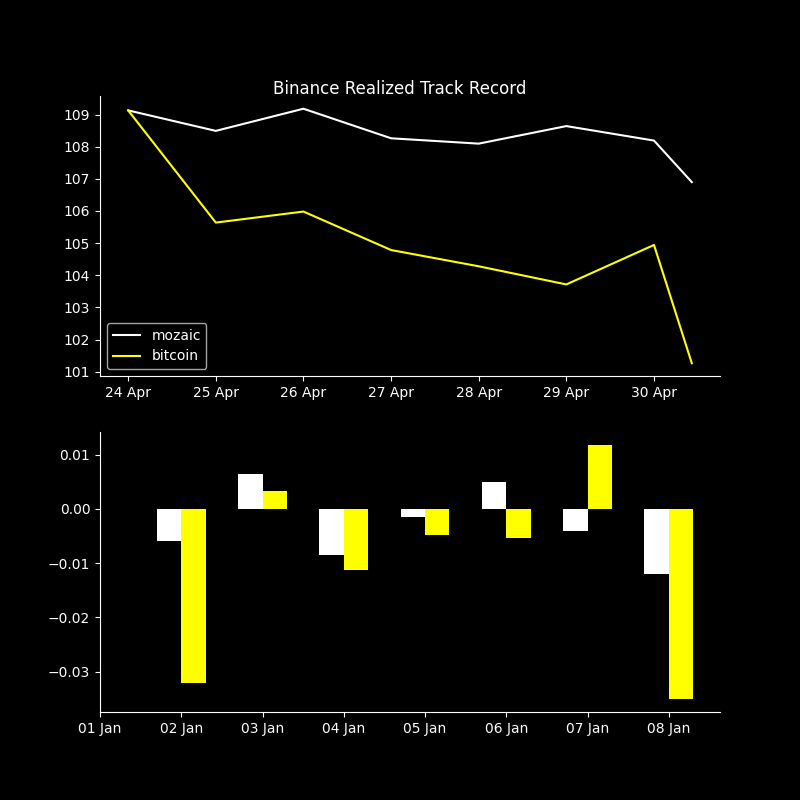 Binance Realized Track Record
109
108
107
106
105
104
103
102
101
mozaic
bitcoin
24 Apr 25 Apr 26 Apr 27 Apr 28 Apr 29 Apr 30 Apr
0.01
0.00
−0.01
−0.02
−0.03
01 Jan 02 Jan 03 Jan 04 Jan 05 Jan 06 Jan 07 Jan 08 Jan